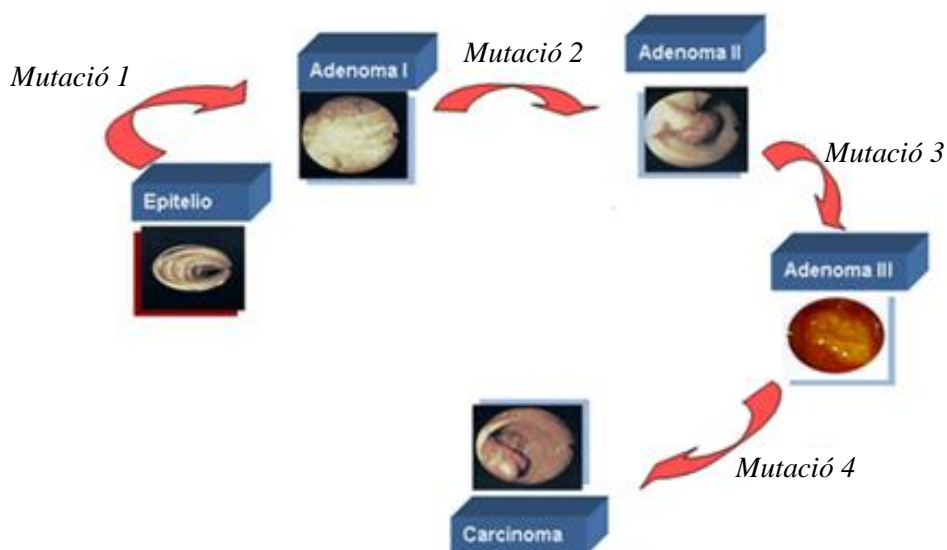 Mutació 1
Adenoma I
Mutació 2
Adenoma II
Mutació 3
Epitelio
Adenoma III
Mutació 4
Carcinoma